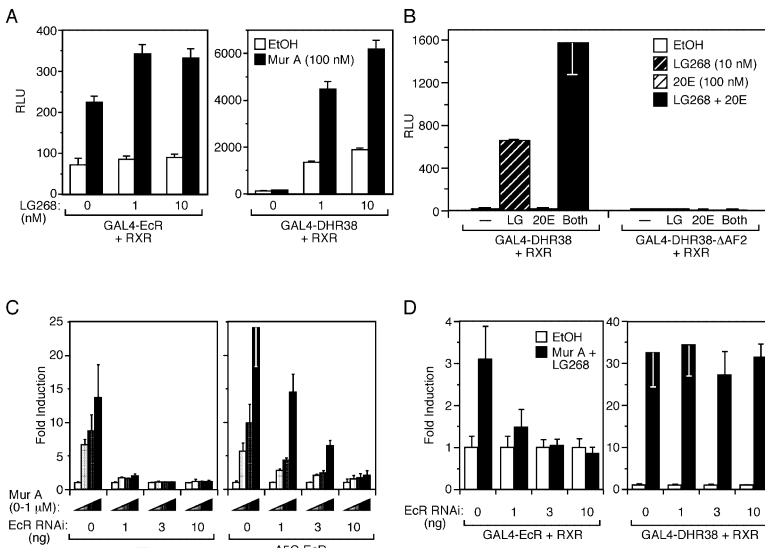 A
RLU
400
300
200
100
0
6000
4000
2000
0
EtOH
Mur A (100 nM)
LG268: 0 1 10 0 1 10
(nM)
GAL4-EcR
+ RXR
GAL4-DHR38
+ RXR
B
RLU
1600
1200
800
400
0
EtOH
LG268 (10 nM)
20E (100 nM)
LG268 + 20E
— LG 20E Both — LG 20E Both
GAL4-DHR38
+ RXR
GAL4-DHR38-ΔAF2
+ RXR
C
Fold Induction
25
20
15
10
5
0
Mur A
(0-1 μM):
EcR RNAi: 0 1 3 10 0 1 3 10
(ng)
D
Fold Induction
4
3
2
1
0
EtOH
Mur A +
LG268
40
30
20
10
0
EcR RNAi: 0 1 3 10 0 1 3 10
(ng)
GAL4-EcR + RXR GAL4-DHR38 + RXR